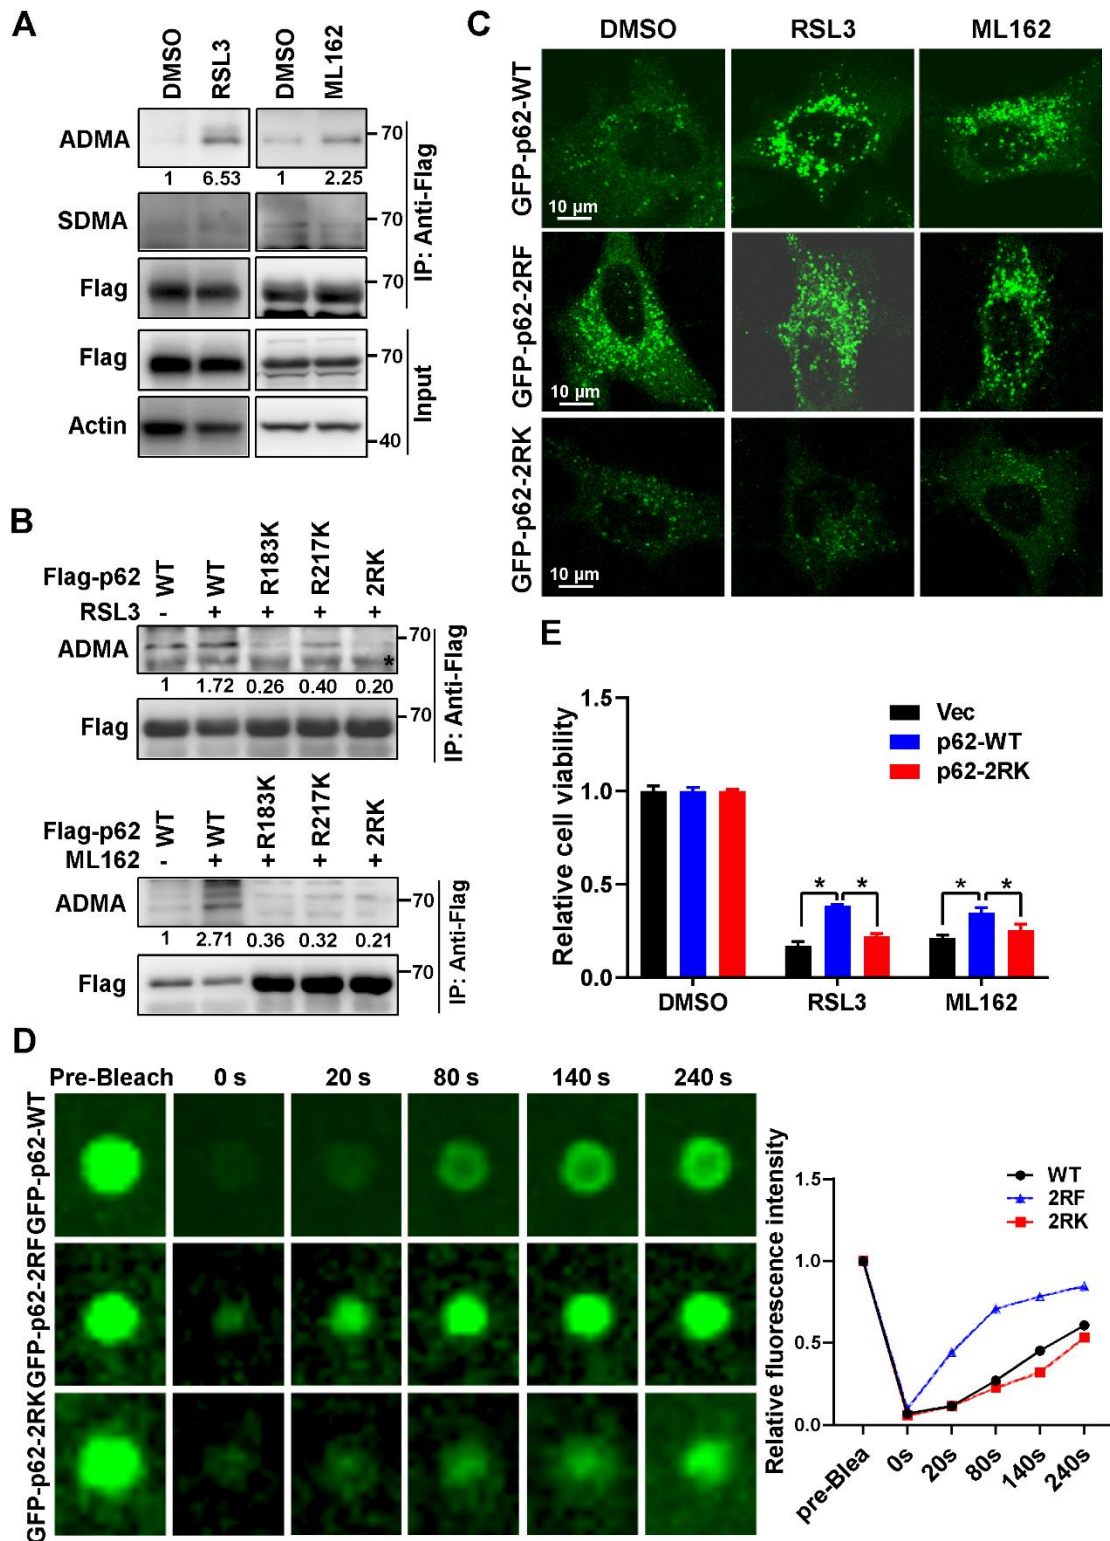 A
DMSO RSL3 DMSO ML162
ADMA 70
1 6.53 1 2.25
SDMA 70
Flag 70
IP: Anti-Flag
Flag 70
Actin 40
Input
B
Flag-p62 WT WT R183K R217K 2RK
RSL3 - + + + +
ADMA 70
*
1 1.72 0.26 0.40 0.20
Flag 70
IP: Anti-Flag
Flag-p62 WT WT R183K R217K 2RK
ML162 - + + + +
ADMA 70
1 2.71 0.36 0.32 0.21
Flag 70
IP: Anti-Flag
C
DMSO RSL3 ML162
GFP-p62-WT
10 μm
GFP-p62-2RF
10 μm
GFP-p62-2RK
10 μm
E
Relative cell viability
1.5
1.0
0.5
0.0
Vec
p62-WT
p62-2RK
* * * *
DMSO RSL3 ML162
D
Pre-Bleach 0 s 20 s 80 s 140 s 240 s
GFP-p62-WT
GFP-p62-2RF
GFP-p62-2RK
Relative fluorescence intensity
1.5
1.0
0.5
0.0
WT
2RF
2RK
pre-Blea 0s 20s 80s 140s 240s